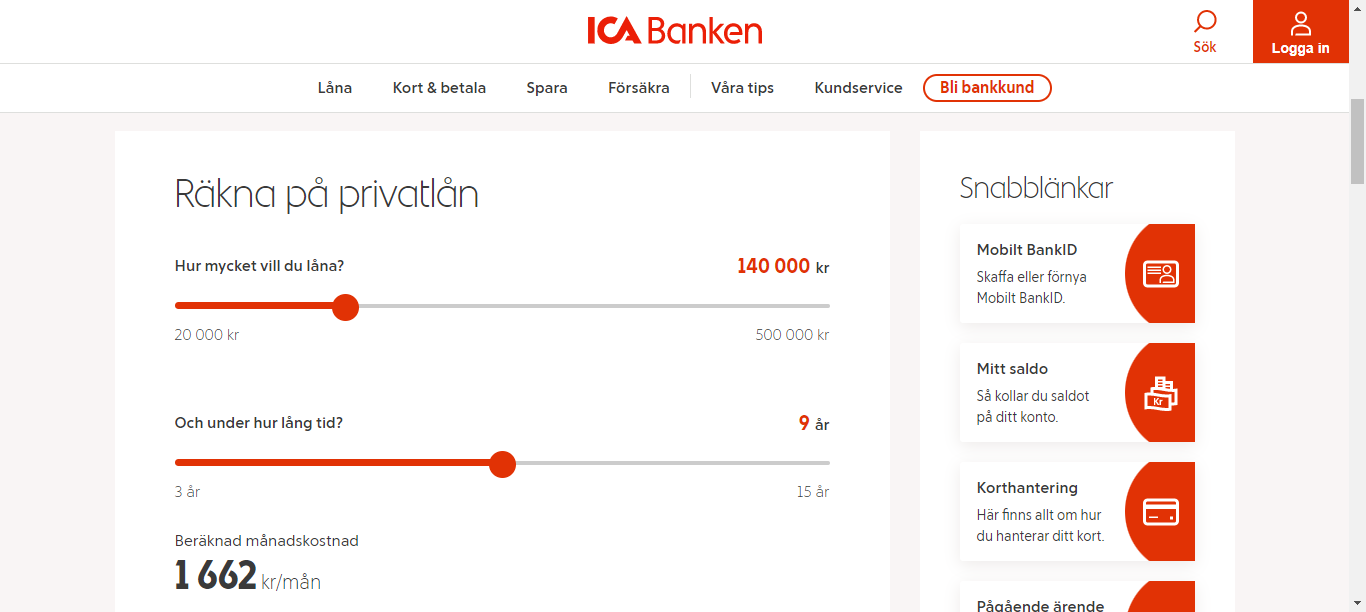 ICA Banken
Sök
Logga in
Låna
Kort & betala
Spara
Försäkra
Våra tips
Kundservice
Bli bankkund
Räkna på privatlån
Hur mycket vill du låna?
140 000 kr
20 000 kr
500 000 kr
Och under hur lång tid?
9 år
3 år
15 år
Beräknad månadskostnad
1 662 kr/mån
Snabblänkar
Mobilt BankID
Skaffa eller förnya
Mobilt BankID.
Mitt saldo
Så kollar du saldot
på ditt konto.
Kr
Korthantering
Här finns allt om hur
du hanterar ditt kort.
Pågående ärende